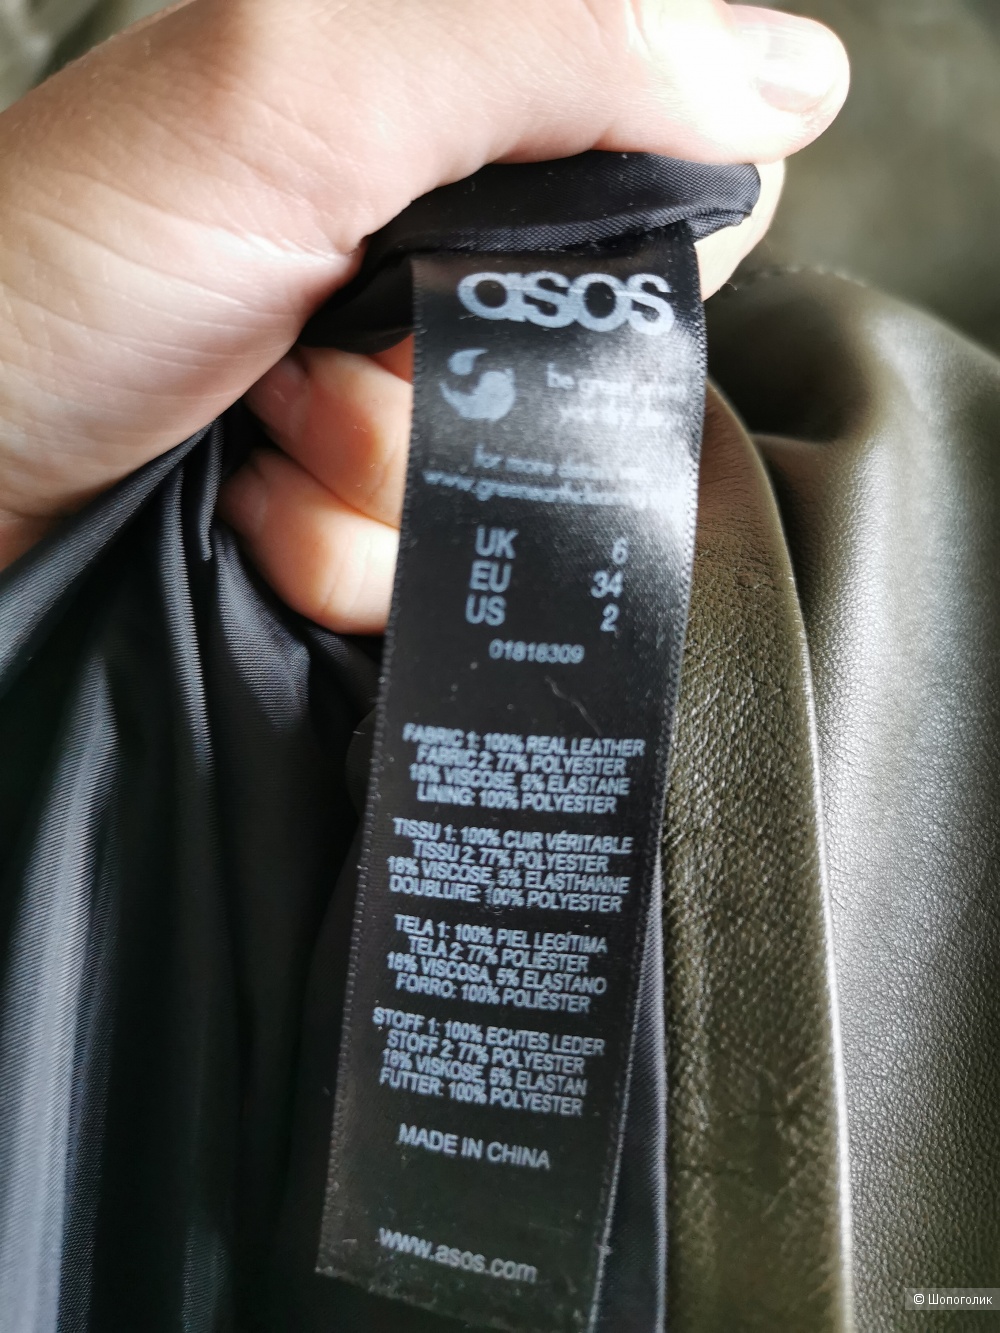 asos
be great
for more
UK 6
EU 34
US 2
01818309
FABRIC 1: 100% REAL LEATHER
FABRIC 2: 77% POLYESTER
18% VISCOSE, 5% ELASTANE
LINING: 100% POLYESTER
TISSU 1: 100% CUIR VÉRITABLE
TISSU 2: 77% POLYESTER
18% VISCOSE, 5% ELASTHANNE
DOUBLURE: 100% POLYESTER
TELA 1: 100% PIEL LEGÍTIMA
TELA 2: 77% POLIÉSTER
18% VISCOSA, 5% ELASTANO
FORRO: 100% POLIÉSTER
STOFF 1: 100% ECHTES LEDER
STOFF 2: 77% POLYESTER
18% VISKOSE, 5% ELASTAN
FUTTER: 100% POLYESTER
MADE IN CHINA
www.asos.com
© Шопоголик